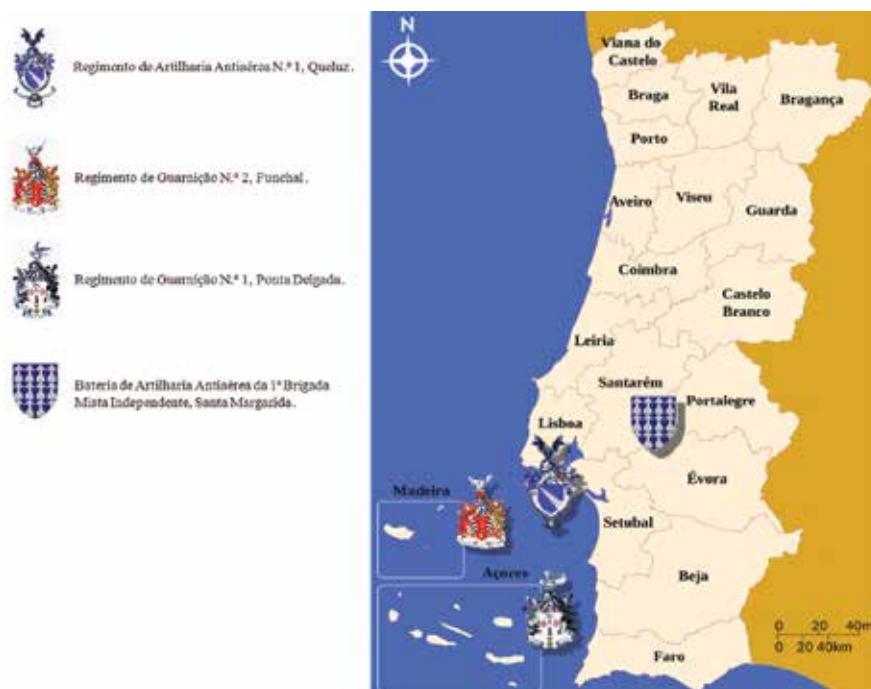 Regimento de Artilharia Antiaérea N.º 1, Queluz.
Regimento de Guarnição N.º 2, Funchal.
Regimento de Guarnição N.º 1, Ponta Delgada.
Bateria de Artilharia Antiaérea da 1ª Brigada
Mista Independente, Santa Margarida.
N
Viana do
Castelo
Braga
Vila
Real
Bragança
Porto
Aveiro
Viseu
Guarda
Coimbra
Castelo
Branco
Leiria
Santarém
Portalegre
Lisboa
Évora
Madeira
Setubal
Açores
Beja
Faro
0 20 40m
0 20 40km